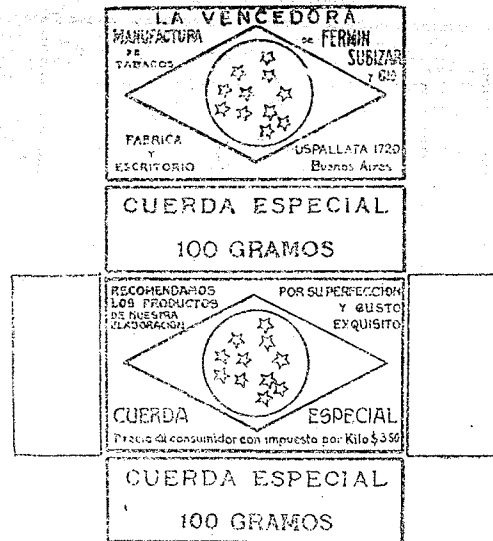 LA VENCEDORA
MANUFACTURA DE FERMIN
DE SUBIZAR
TABACOS Y CIA
FABRICA
Y USPALLATA 1720
ESCRITORIO Buenos Aires
CUERDA ESPECIAL
100 GRAMOS
RECOMENDAMOS POR SU PERFECCION
LOS PRODUCTOS Y GUSTO
DE NUESTRA EXQUISITO
ELABORACION
CUERDA ESPECIAL
Precio al consumidor con impuesto por Kilo $3.50
CUERDA ESPECIAL
100 GRAMOS